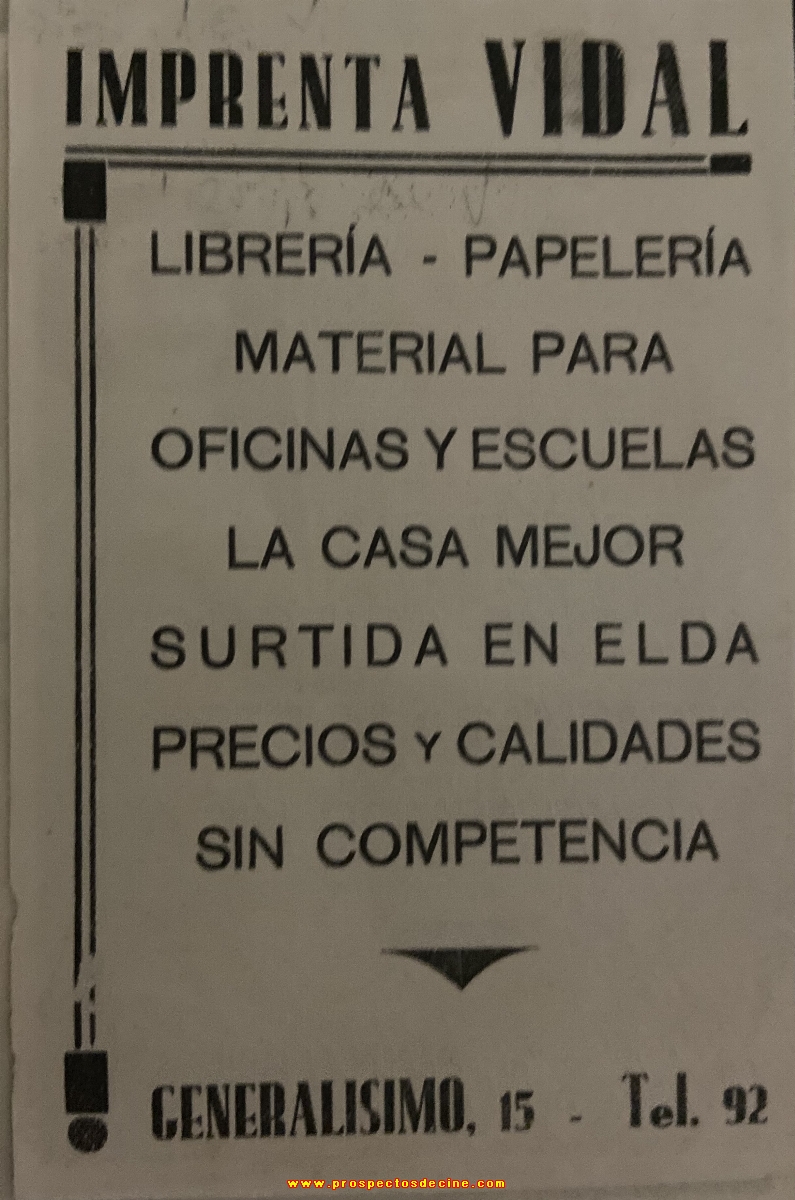 IMPRENTA VIDAL
LIBRERÍA - PAPELERÍA
MATERIAL PARA
OFICINAS Y ESCUELAS
LA CASA MEJOR
SURTIDA EN ELDA
PRECIOS Y CALIDADES
SIN COMPETENCIA
GENERALISIMO, 15 - Tel. 92
www.prospectosdecine.com